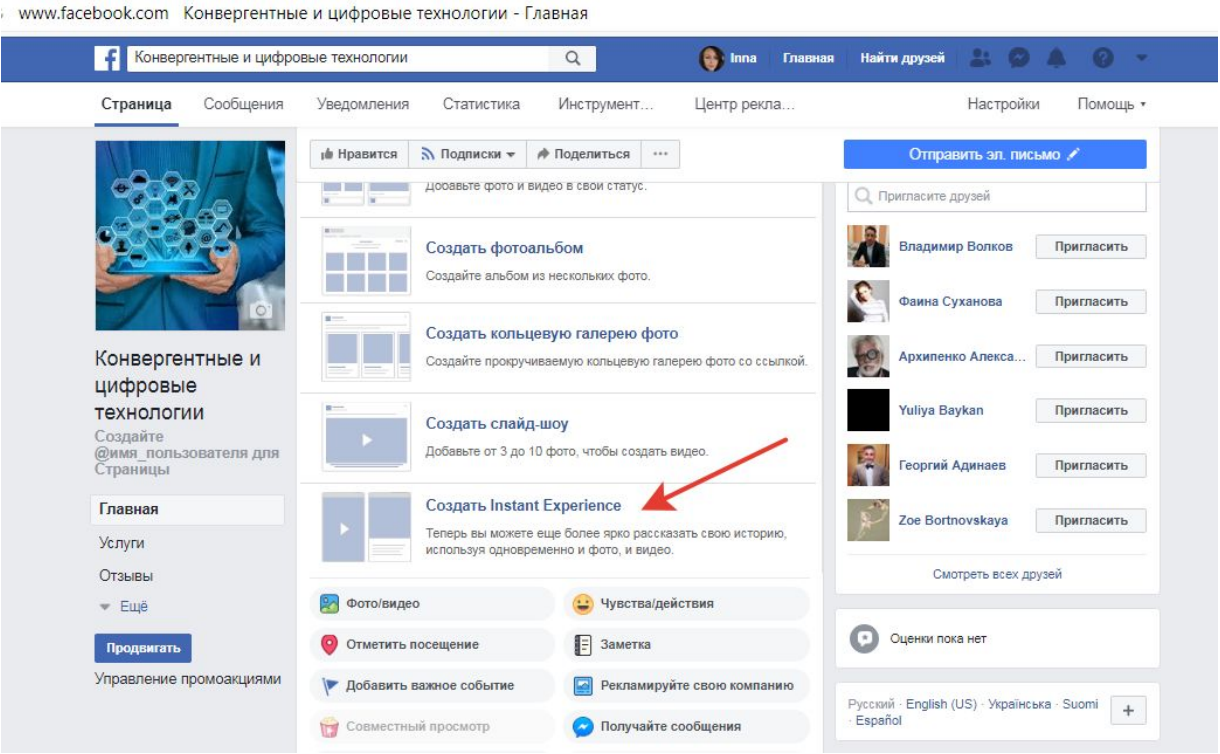 www.facebook.com Конвергентные и цифровые технологии - Главная
Конвергентные и цифровые технологии
Inna
Главная
Найти друзей
Страница
Сообщения
Уведомления
Статистика
Инструмент...
Центр рекла...
Настройки
Помощь
Нравится
Подписки
Поделиться
Отправить эл. письмо
Добавьте фото и видео в свой статус.
Создать фотоальбом
Создайте альбом из нескольких фото.
Создать кольцевую галерею фото
Создайте прокручиваемую кольцевую галерею фото со ссылкой.
Создать слайд-шоу
Добавьте от 3 до 10 фото, чтобы создать видео.
Создать Instant Experience
Теперь вы можете еще более ярко рассказать свою историю,
используя одновременно и фото, и видео.
Фото/видео
Чувства/действия
Отметить посещение
Заметка
Добавить важное событие
Рекламируйте свою компанию
Совместный просмотр
Получайте сообщения
Конвергентные и
цифровые
технологии
Создайте
@имя_пользователя для
Страницы
Главная
Услуги
Отзывы
Ещё
Продвигать
Управление промоакциями
Пригласите друзей
Владимир Волков
Пригласить
Фаина Суханова
Пригласить
Архипенко Алекса...
Пригласить
Yuliya Baykan
Пригласить
Георгий Адинаев
Пригласить
Zoe Bortnovskaya
Пригласить
Смотреть всех друзей
Оценки пока нет
Русский · English (US) · Українська · Suomi
· Español